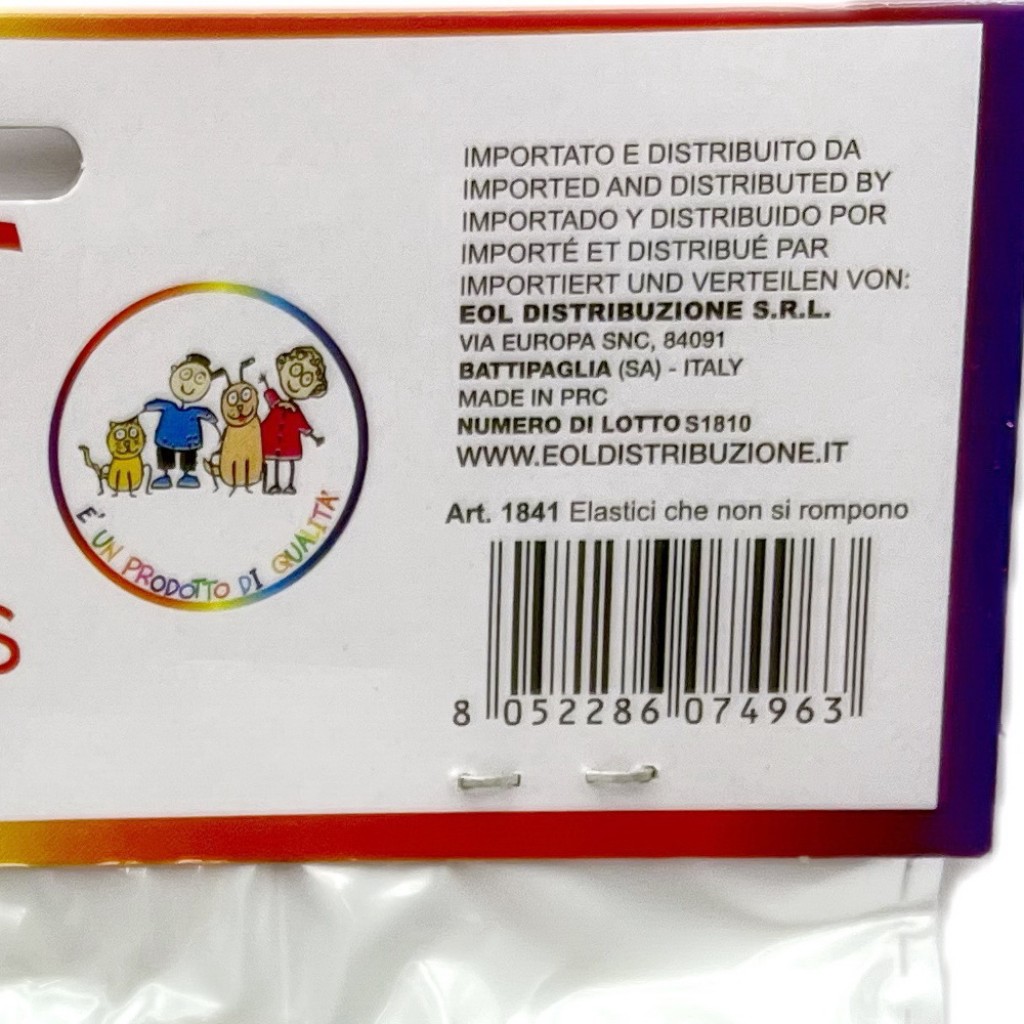 IMPORTATO E DISTRIBUITO DA
IMPORTED AND DISTRIBUTED BY
IMPORTADO Y DISTRIBUIDO POR
IMPORTÉ ET DISTRIBUÉ PAR
IMPORTIERT UND VERTEILEN VON:
EOL DISTRIBUZIONE S.R.L.
VIA EUROPA SNC, 84091
BATTIPAGLIA (SA) - ITALY
MADE IN PRC
NUMERO DI LOTTO S1810
WWW.EOLDISTRIBUZIONE.IT
Art. 1841 Elastici che non si rompono
8 052286 074963
E' UN PRODOTTO DI QUALITA'
S